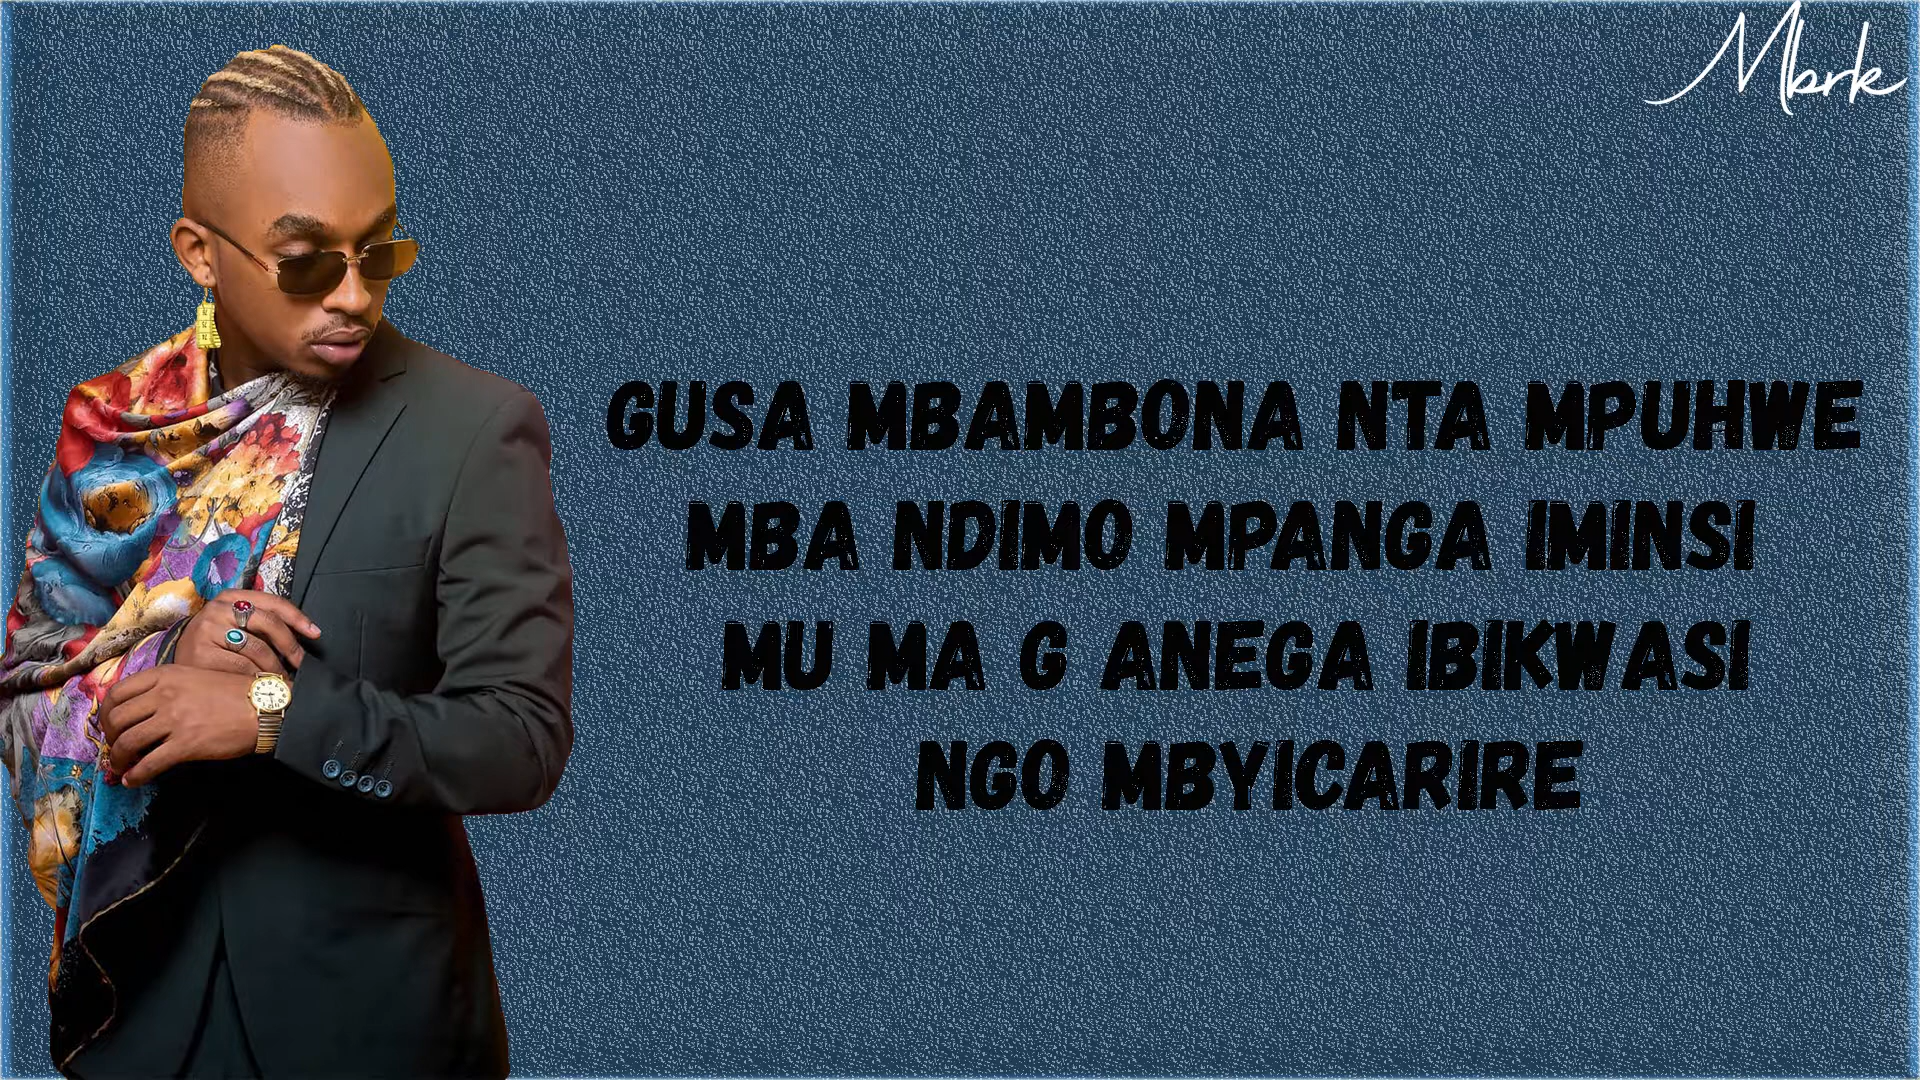 Mbrk
GUSA MBAMBONA NTA MPUHWE
MBA NDIMO MPANGA IMINSI
MU MA G ANEGA IBIKWASI
NGO MBYICARIRE